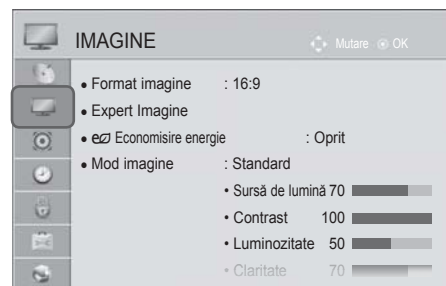 IMAGINE Mutare OK
• Format imagine : 16:9
• Expert Imagine
• Economisire energie : Oprit
• Mod imagine : Standard
• Sursă de lumină 70
• Contrast 100
• Luminozitate 50
• Claritate 70